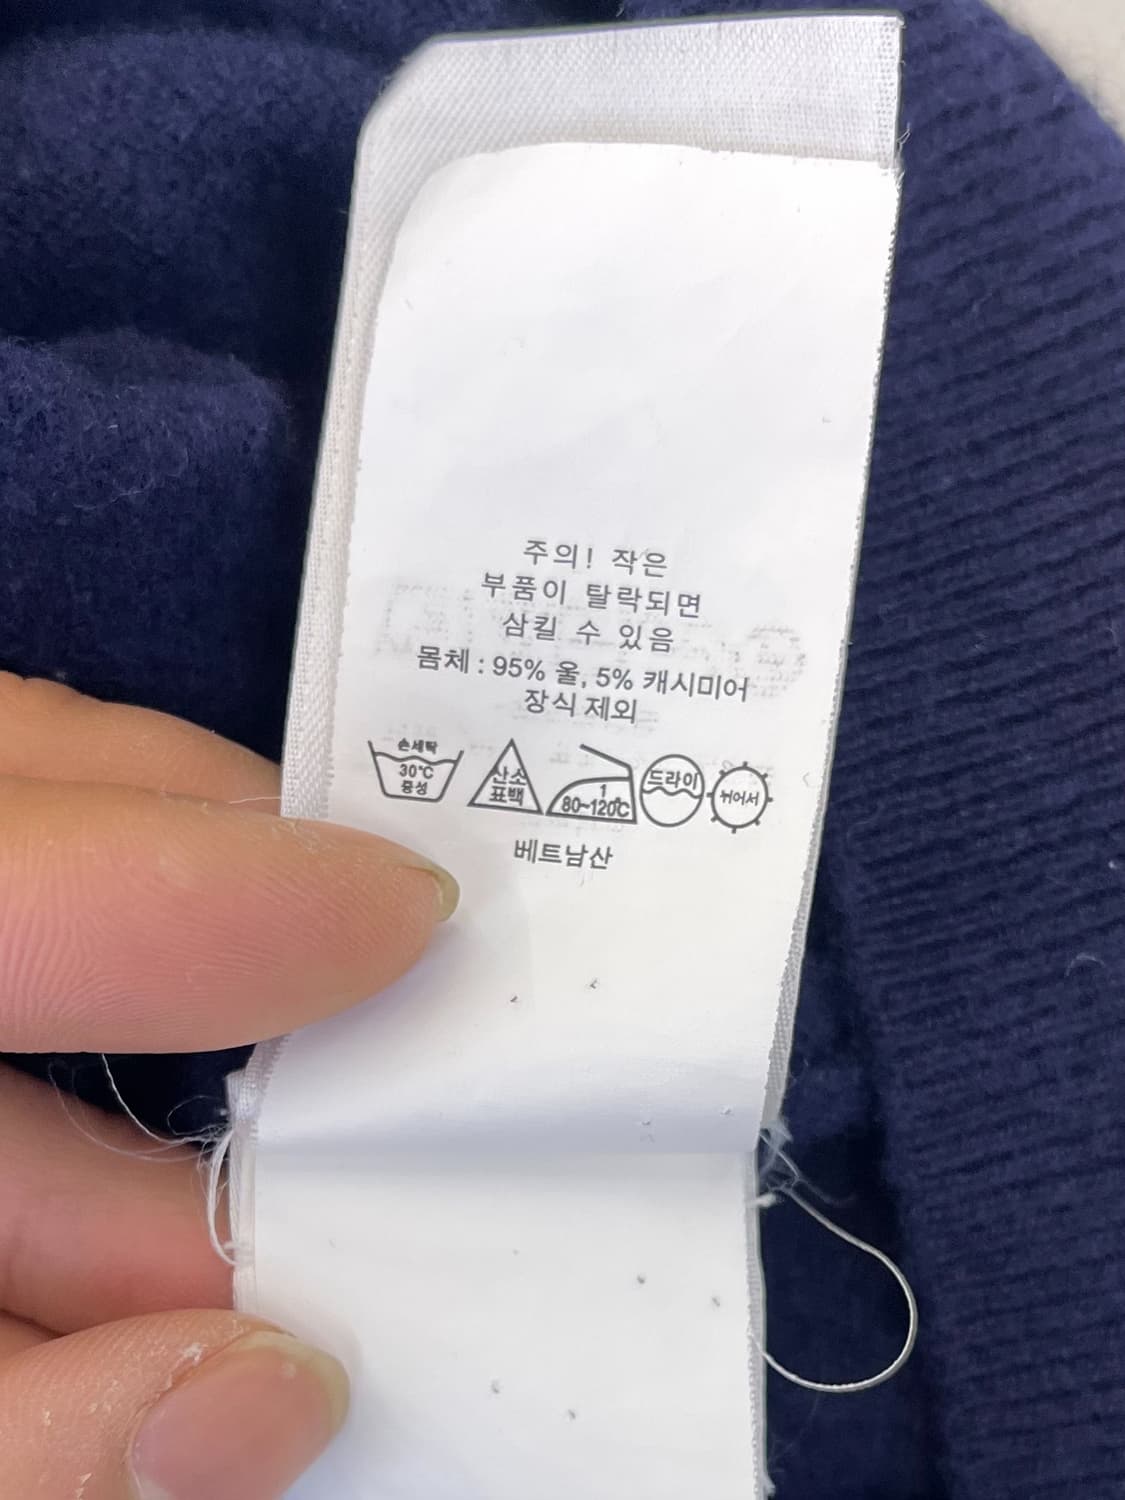 주의! 작은
부품이 탈락되면
삼킬 수 있음
몸체 : 95% 울, 5% 캐시미어
장식 제외
손세탁
30℃
중성
산소
표백
1
80~120℃
드라이
뉘어서
베트남산